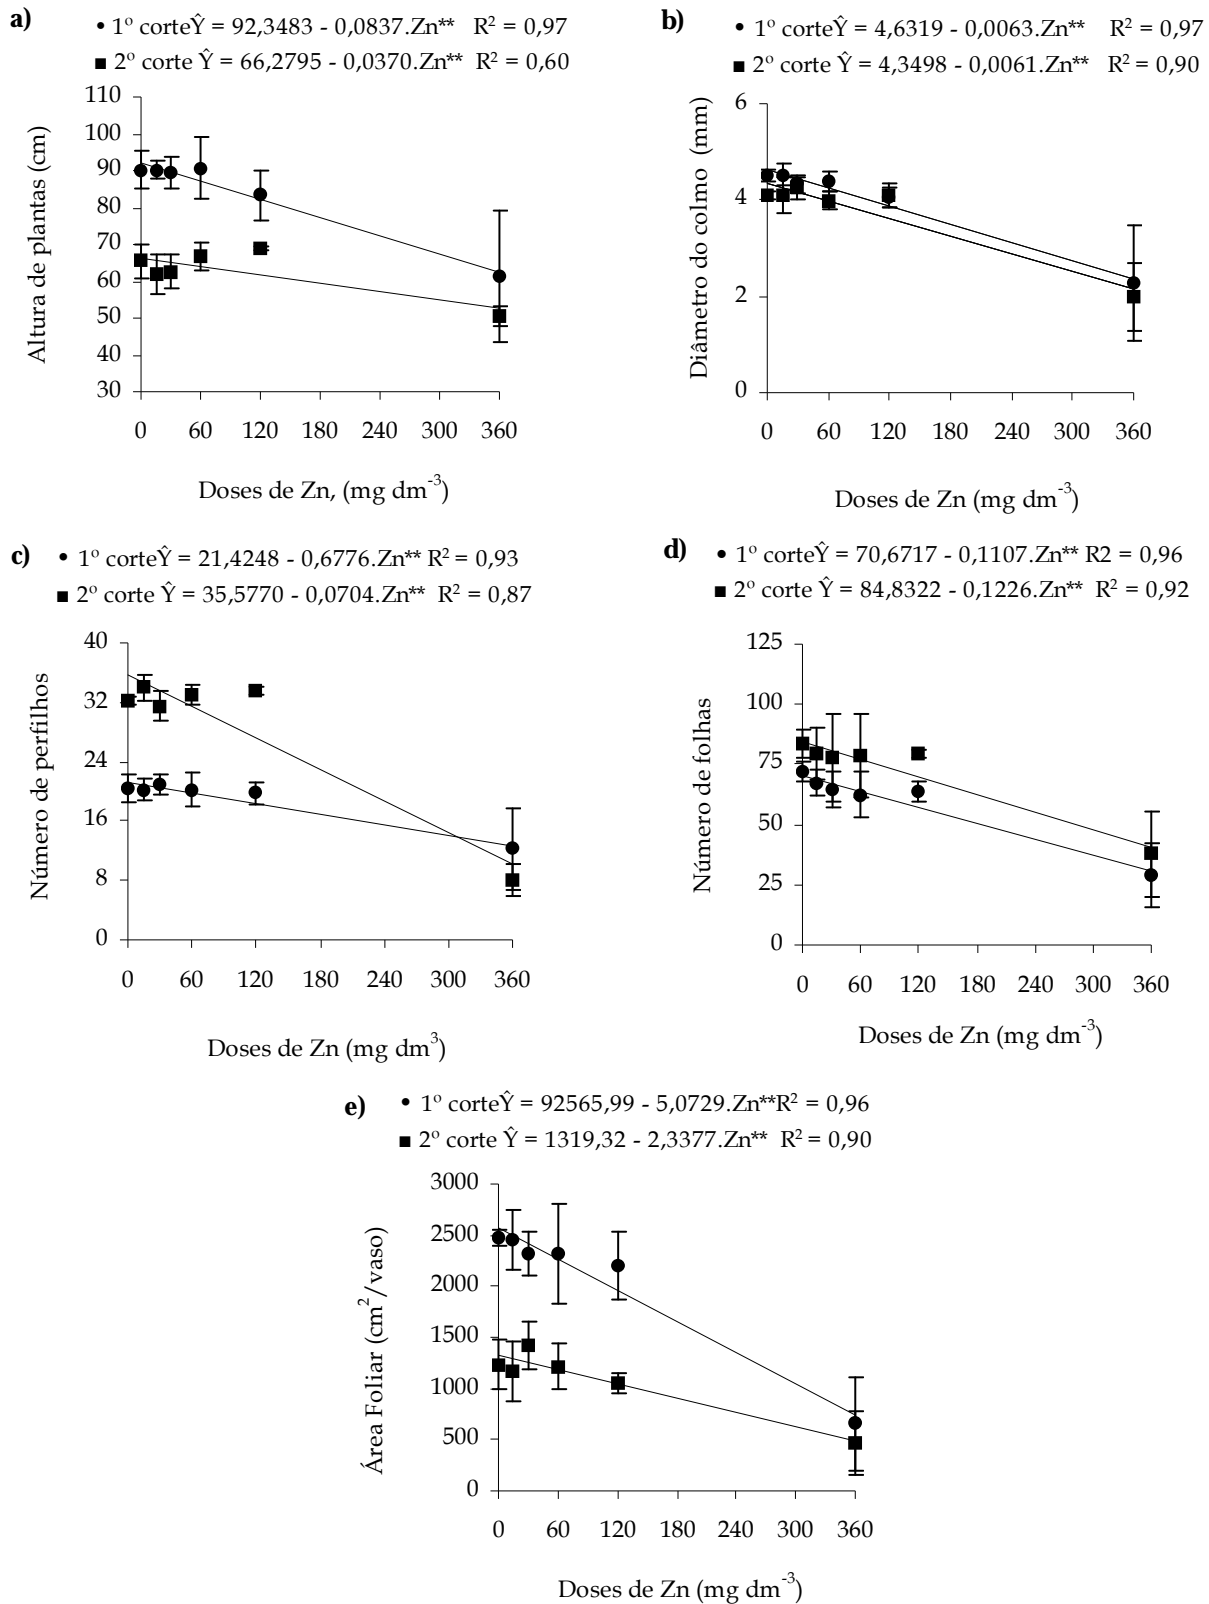 a)
• 1º corteŶ = 92,3483 - 0,0837.Zn** R² = 0,97
■ 2º corte Ŷ = 66,2795 - 0,0370.Zn** R² = 0,60
110
100
90
80
70
60
50
40
30
Altura de plantas (cm)
0 60 120 180 240 300 360
Doses de Zn, (mg dm⁻³)
b)
• 1º corteŶ = 4,6319 - 0,0063.Zn** R² = 0,97
■ 2º corte Ŷ = 4,3498 - 0,0061.Zn** R² = 0,90
6
4
2
0
Diâmetro do colmo (mm)
0 60 120 180 240 300 360
Doses de Zn (mg dm⁻³)
c)
• 1º corteŶ = 21,4248 - 0,6776.Zn** R² = 0,93
■ 2º corte Ŷ = 35,5770 - 0,0704.Zn** R² = 0,87
40
32
24
16
8
0
Número de perfilhos
0 60 120 180 240 300 360
Doses de Zn (mg dm³)
d)
• 1º corteŶ = 70,6717 - 0,1107.Zn** R2 = 0,96
■ 2º corte Ŷ = 84,8322 - 0,1226.Zn** R² = 0,92
125
100
75
50
25
0
Número de folhas
0 60 120 180 240 300 360
Doses de Zn (mg dm⁻³)
e)
• 1º corteŶ = 92565,99 - 5,0729.Zn**R² = 0,96
■ 2º corte Ŷ = 1319,32 - 2,3377.Zn** R² = 0,90
3000
2500
2000
1500
1000
500
0
Área Foliar (cm²/vaso)
0 60 120 180 240 300 360
Doses de Zn (mg dm⁻³)